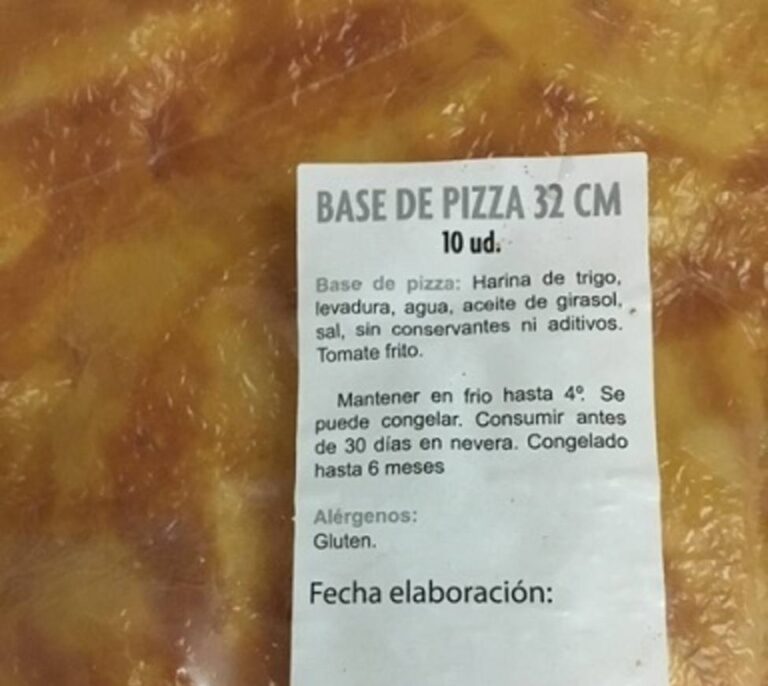 BASE DE PIZZA 32 CM
10 ud.
Base de pizza: Harina de trigo,
levadura, agua, aceite de girasol,
sal, sin conservantes ni aditivos.
Tomate frito.
Mantener en frio hasta 4º. Se
puede congelar. Consumir antes
de 30 días en nevera. Congelado
hasta 6 meses
Alérgenos:
Gluten.
Fecha elaboración: